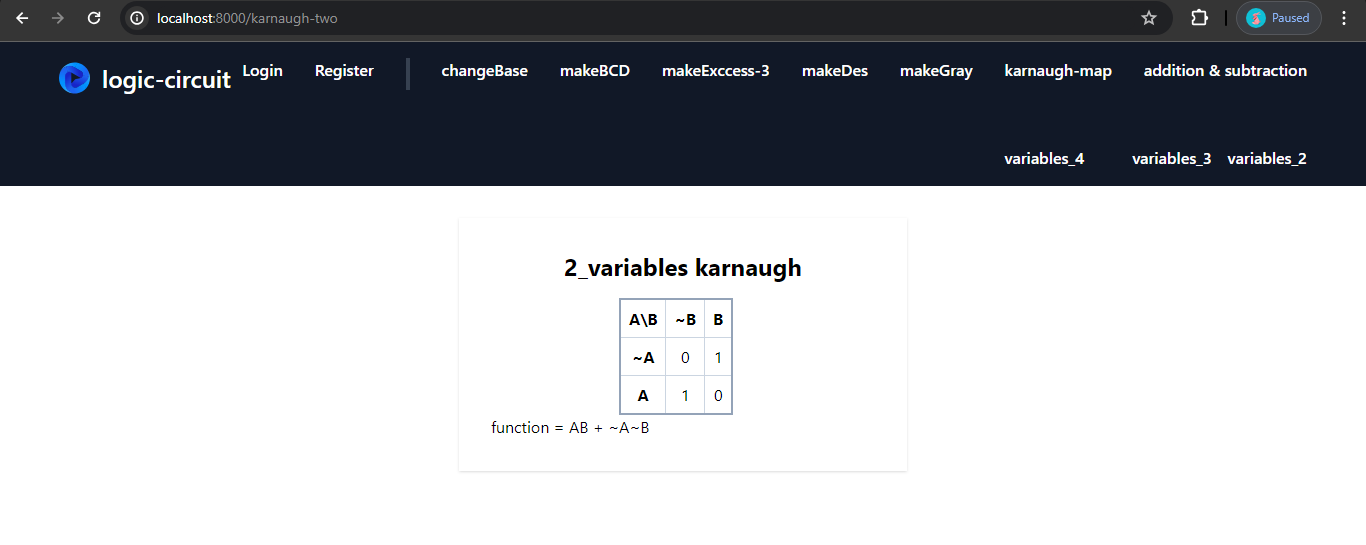 localhost:8000/karnaugh-two
Paused
logic-circuit Login Register changeBase makeBCD makeExccess-3 makeDes makeGray karnaugh-map addition & subtraction
variables_4 variables_3 variables_2
2_variables karnaugh
A\B ~B B
~A 0 1
A 1 0
function = AB + ~A~B